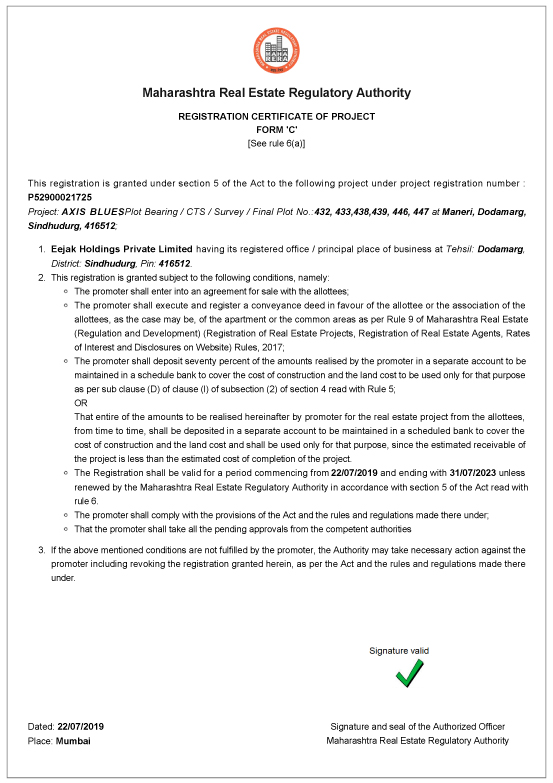 MAHA
RERA
Maharashtra Real Estate Regulatory Authority
REGISTRATION CERTIFICATE OF PROJECT
FORM 'C'
[See rule 6(a)]
This registration is granted under section 5 of the Act to the following project under project registration number :
P52900021725
Project: AXIS BLUESPlot Bearing / CTS / Survey / Final Plot No.:432, 433,438,439, 446, 447 at Maneri, Dodamarg,
Sindhudurg, 416512;
1. Eejak Holdings Private Limited having its registered office / principal place of business at Tehsil: Dodamarg,
District: Sindhudurg, Pin: 416512.
2. This registration is granted subject to the following conditions, namely:
The promoter shall enter into an agreement for sale with the allottees;
The promoter shall execute and register a conveyance deed in favour of the allottee or the association of the
allottees, as the case may be, of the apartment or the common areas as per Rule 9 of Maharashtra Real Estate
(Regulation and Development) (Registration of Real Estate Projects, Registration of Real Estate Agents, Rates
of Interest and Disclosures on Website) Rules, 2017;
The promoter shall deposit seventy percent of the amounts realised by the promoter in a separate account to be
maintained in a schedule bank to cover the cost of construction and the land cost to be used only for that purpose
as per sub clause (D) of clause (l) of subsection (2) of section 4 read with Rule 5;
OR
That entire of the amounts to be realised hereinafter by promoter for the real estate project from the allottees,
from time to time, shall be deposited in a separate account to be maintained in a scheduled bank to cover the
cost of construction and the land cost and shall be used only for that purpose, since the estimated receivable of
the project is less than the estimated cost of completion of the project.
The Registration shall be valid for a period commencing from 22/07/2019 and ending with 31/07/2023 unless
renewed by the Maharashtra Real Estate Regulatory Authority in accordance with section 5 of the Act read with
rule 6.
The promoter shall comply with the provisions of the Act and the rules and regulations made there under;
That the promoter shall take all the pending approvals from the competent authorities
3. If the above mentioned conditions are not fulfilled by the promoter, the Authority may take necessary action against the
promoter including revoking the registration granted herein, as per the Act and the rules and regulations made there
under.
Signature valid
Dated: 22/07/2019
Place: Mumbai
Signature and seal of the Authorized Officer
Maharashtra Real Estate Regulatory Authority